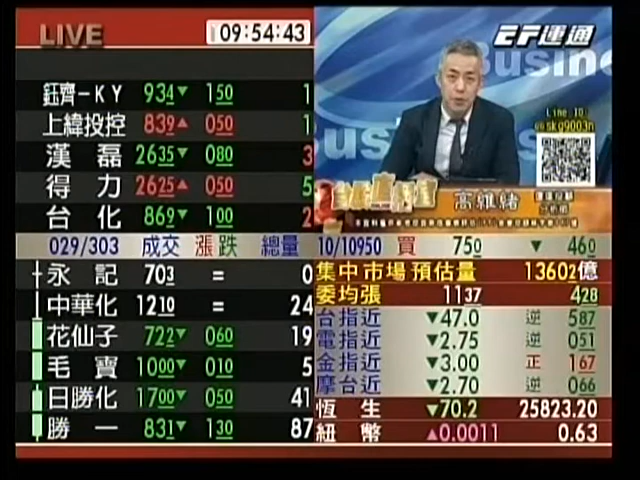 LIVE 09:54:43
EF 運通
Business
Line ID:
鈺齊-KY 934▼ 150 1
上緯投控 839▲ 050 1
漢磊 2635▼ 080 3
得力 2625▲ 050 5
台化 869▼ 100 2
029/303 成交 漲跌 總量
永記 703 = 0
中華化 1210 = 24
花仙子 722▼ 060 19
毛寶 1000▼ 010 5
日勝化 1700▼ 050 41
勝一 831▼ 130 87
10/10950 買 750 ▼ 460
集中市場預估量 13602億
委均張 1137 428
台指近 ▼47.0 逆 587
電指近 ▼2.75 逆 051
金指近 ▼3.00 正 167
摩台近 ▼2.70 逆 066
恆生 ▼70.2 25823.20
紐幣 ▲0.0011 0.63